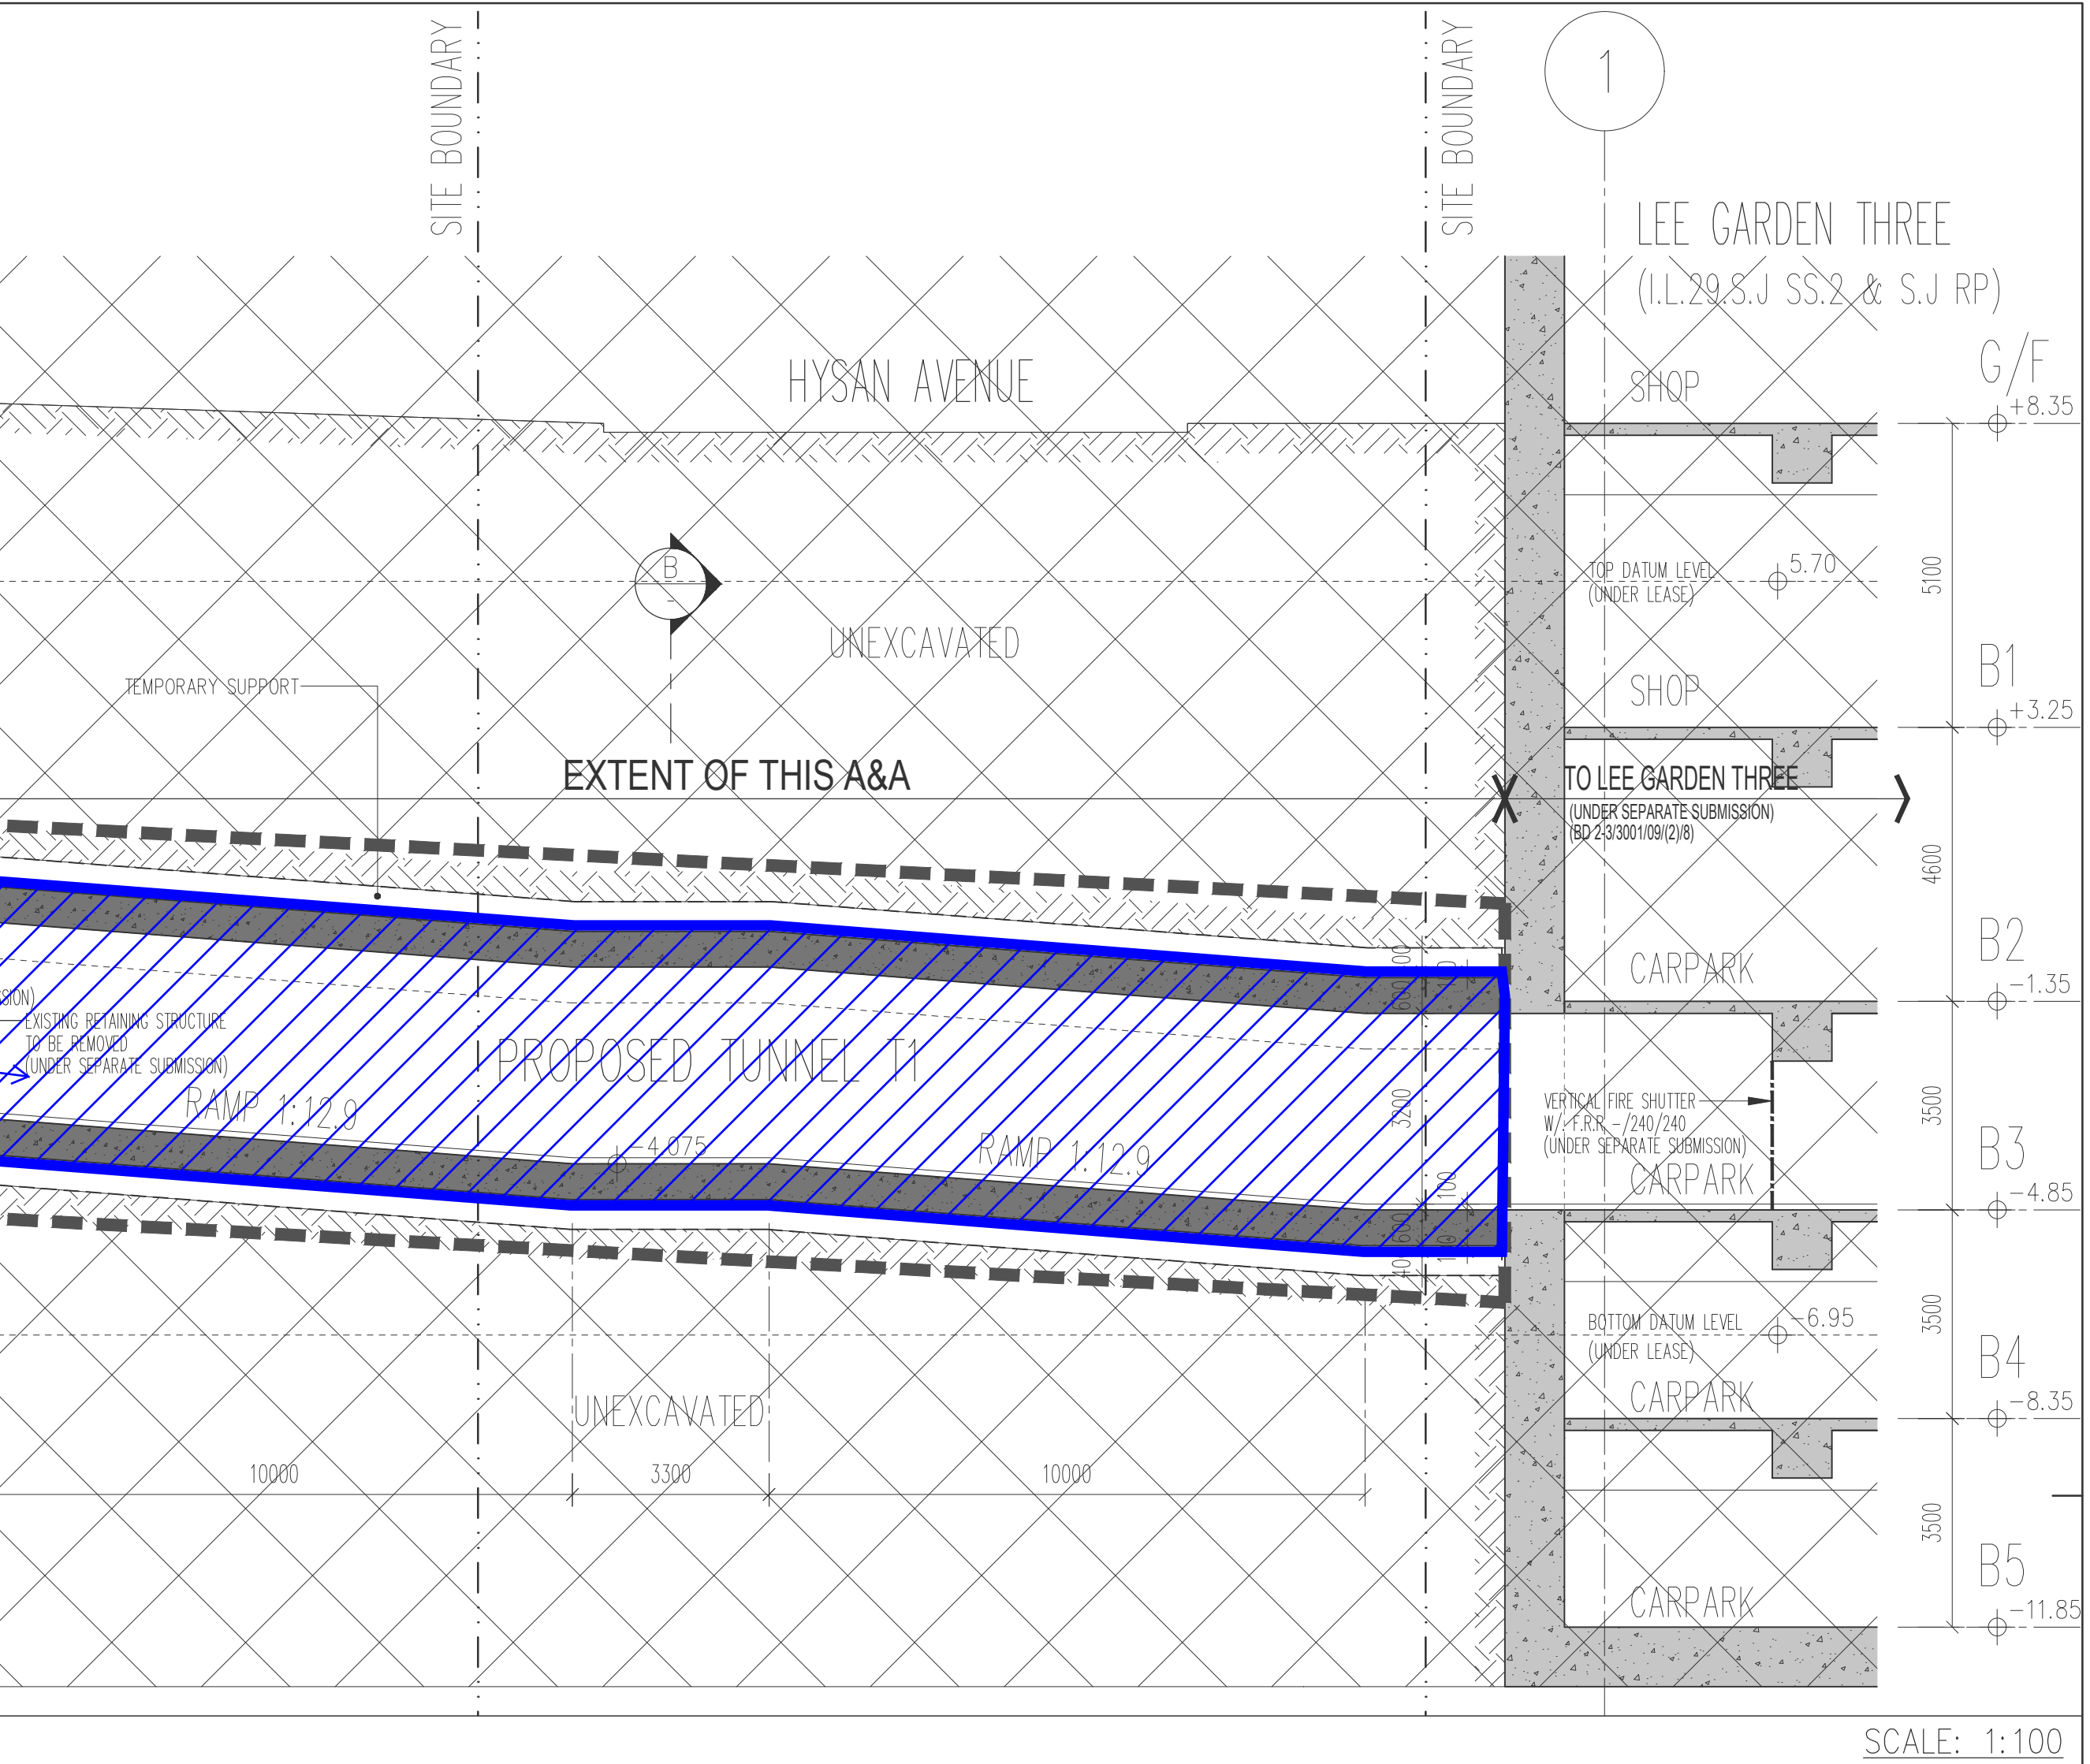 SITE BOUNDARY
SITE BOUNDARY
1
LEE GARDEN THREE
(I.L.29.S.J SS.2 & S.J RP)
HYSAN AVENUE
SHOP
G/F
+8.35
B
-
TOP DATUM LEVEL
(UNDER LEASE)
5.70
5100
UNEXCAVATED
TEMPORARY SUPPORT
SHOP
B1
+3.25
EXTENT OF THIS A&A
TO LEE GARDEN THREE
(UNDER SEPARATE SUBMISSION)
(BD 2-3/3001/09/(2)/8)
4600
CARPARK
B2
-1.35
EXISTING RETAINING STRUCTURE
TO BE REMOVED
(UNDER SEPARATE SUBMISSION)
PROPOSED TUNNEL T1
RAMP 1:12.9
-4.075
RAMP 1:12.9
600
3200
100
600
VERTICAL FIRE SHUTTER
W/. F.R.R. -/240/240
(UNDER SEPARATE SUBMISSION)
CARPARK
3500
B3
-4.85
BOTTOM DATUM LEVEL
(UNDER LEASE)
-6.95
3500
UNEXCAVATED
CARPARK
B4
-8.35
10000
3300
10000
3500
CARPARK
B5
-11.85
SCALE: 1:100